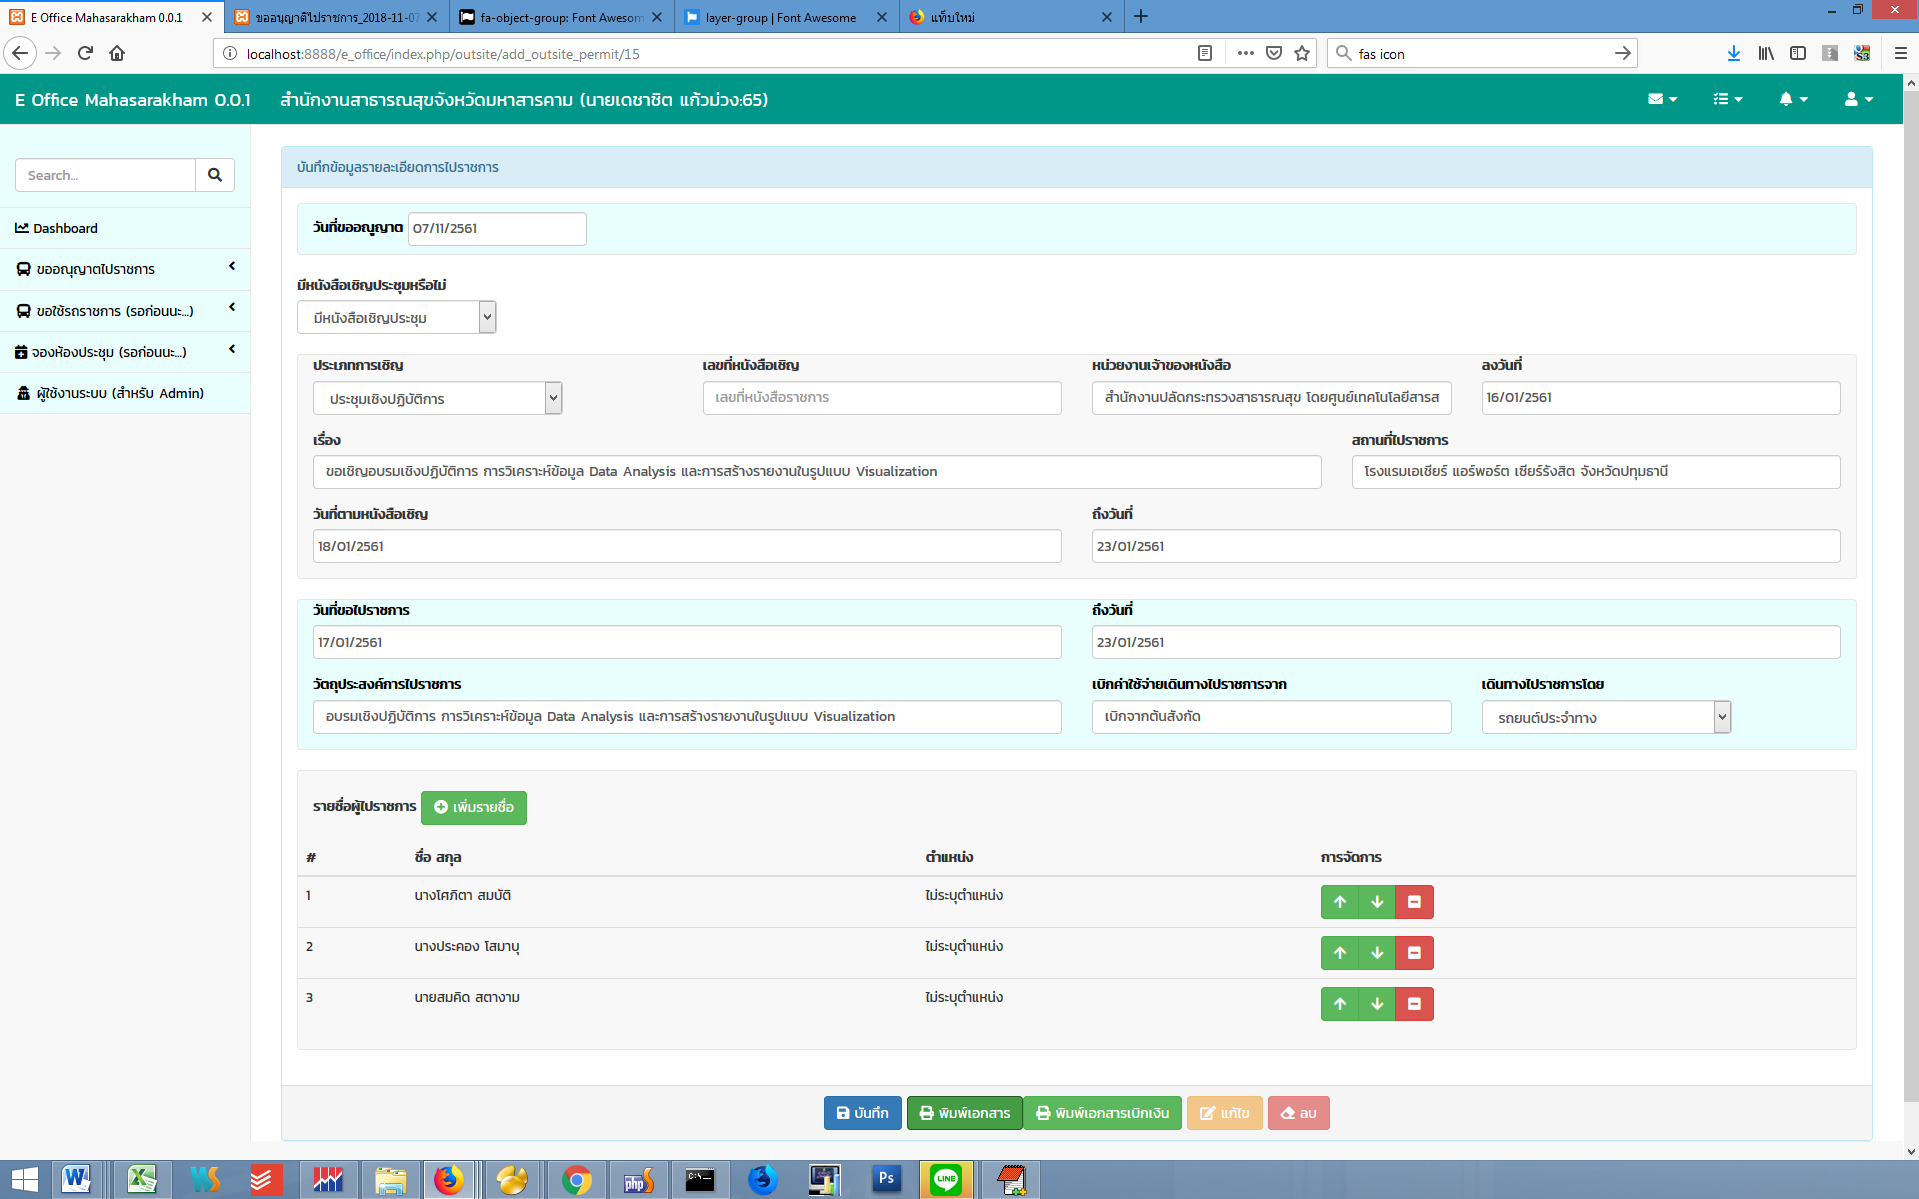 E Office Mahasarakham 0.0.1
ขออนุญาติไปราชการ_2018-11-07
fa-object-group: Font Awesom
layer-group | Font Awesome
แท็บใหม่
localhost:8888/e_office/index.php/outsite/add_outsite_permit/15
fas icon
E Office Mahasarakham 0.0.1
สำนักงานสาธารณสุขจังหวัดมหาสารคาม (นายเดชาชิต แก้วม่วง:65)
Search...
Dashboard
ขออณุญาตไปราชการ
ขอใช้รถราชการ (รอก่อนนะ...)
จองห้องประชุม (รอก่อนนะ...)
ผู้ใช้งานระบบ (สำหรับ Admin)
บันทึกข้อมูลรายละเอียดการไปราชการ
วันที่ขออณูญาต 07/11/2561
มีหนังสือเชิญประชุมหรือไม่
มีหนังสือเชิญประชุม
ประเภทการเชิญ เลขที่หนังสือเชิญ หน่วยงานเจ้าของหนังสือ ลงวันที่
ประชุมเชิงปฏิบัติการ เลขที่หนังสือราชการ สำนักงานปลัดกระทรวงสาธารณสุข โดยศูนย์เทคโนโลยีสารส 16/01/2561
เรื่อง สถานที่ไปราชการ
ขอเชิญอบรมเชิงปฏิบัติการ การวิเคราะห์ข้อมูล Data Analysis และการสร้างรายงานในรูปแบบ Visualization โรงแรมเอเชียร์ แอร์พอร์ต เซียร์รังสิต จังหวัดปทุมธานี
วันที่ตามหนังสือเชิญ ถึงวันที่
18/01/2561 23/01/2561
วันที่ขอไปราชการ ถึงวันที่
17/01/2561 23/01/2561
วัตถุประสงค์การไปราชการ เบิกค่าใช้จ่ายเดินทางไปราชการจาก เดินทางไปราชการโดย
อบรมเชิงปฏิบัติการ การวิเคราะห์ข้อมูล Data Analysis และการสร้างรายงานในรูปแบบ Visualization เบิกจากต้นสังกัด รถยนต์ประจำทาง
รายชื่อผู้ไปราชการ เพิ่มรายชื่อ
# ชื่อ สกุล ตำแหน่ง การจัดการ
1 นางโศภิตา สมบัติ ไม่ระบุตำแหน่ง
2 นางประคอง โสมาบุ ไม่ระบุตำแหน่ง
3 นายสมคิด สตางาม ไม่ระบุตำแหน่ง
บันทึก พิมพ์เอกสาร พิมพ์เอกสารเบิกเงิน แก้ไข ลบ
php
C:\
Ps
LINE